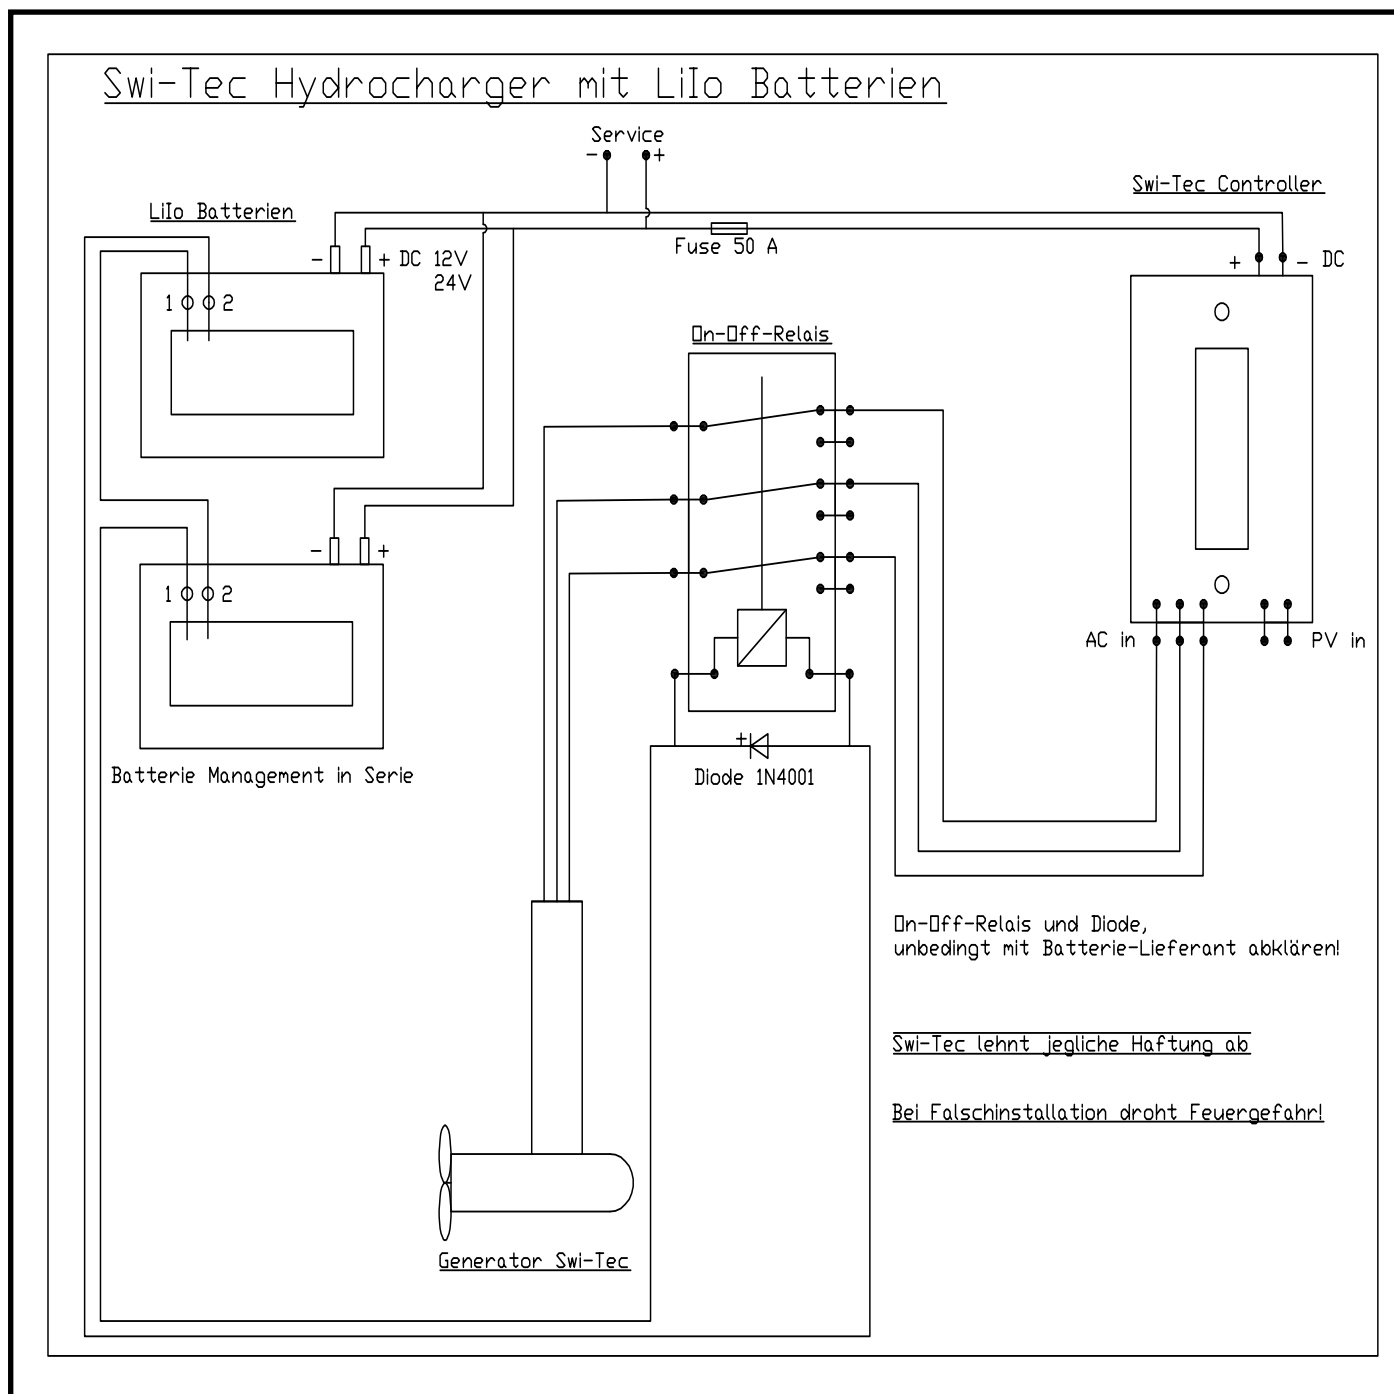 Swi-Tec Hydrocharger mit LiIo Batterien
Service
- +
Swi-Tec Controller
LiIo Batterien
- + DC 12V
24V
Fuse 50 A
+ - DC
1 2
On-Off-Relais
- +
1 2
AC in
PV in
+
Batterie Management in Serie
Diode 1N4001
On-Off-Relais und Diode,
unbedingt mit Batterie-Lieferant abklären!
Swi-Tec lehnt jegliche Haftung ab
Bei Falschinstallation droht Feuergefahr!
Generator Swi-Tec